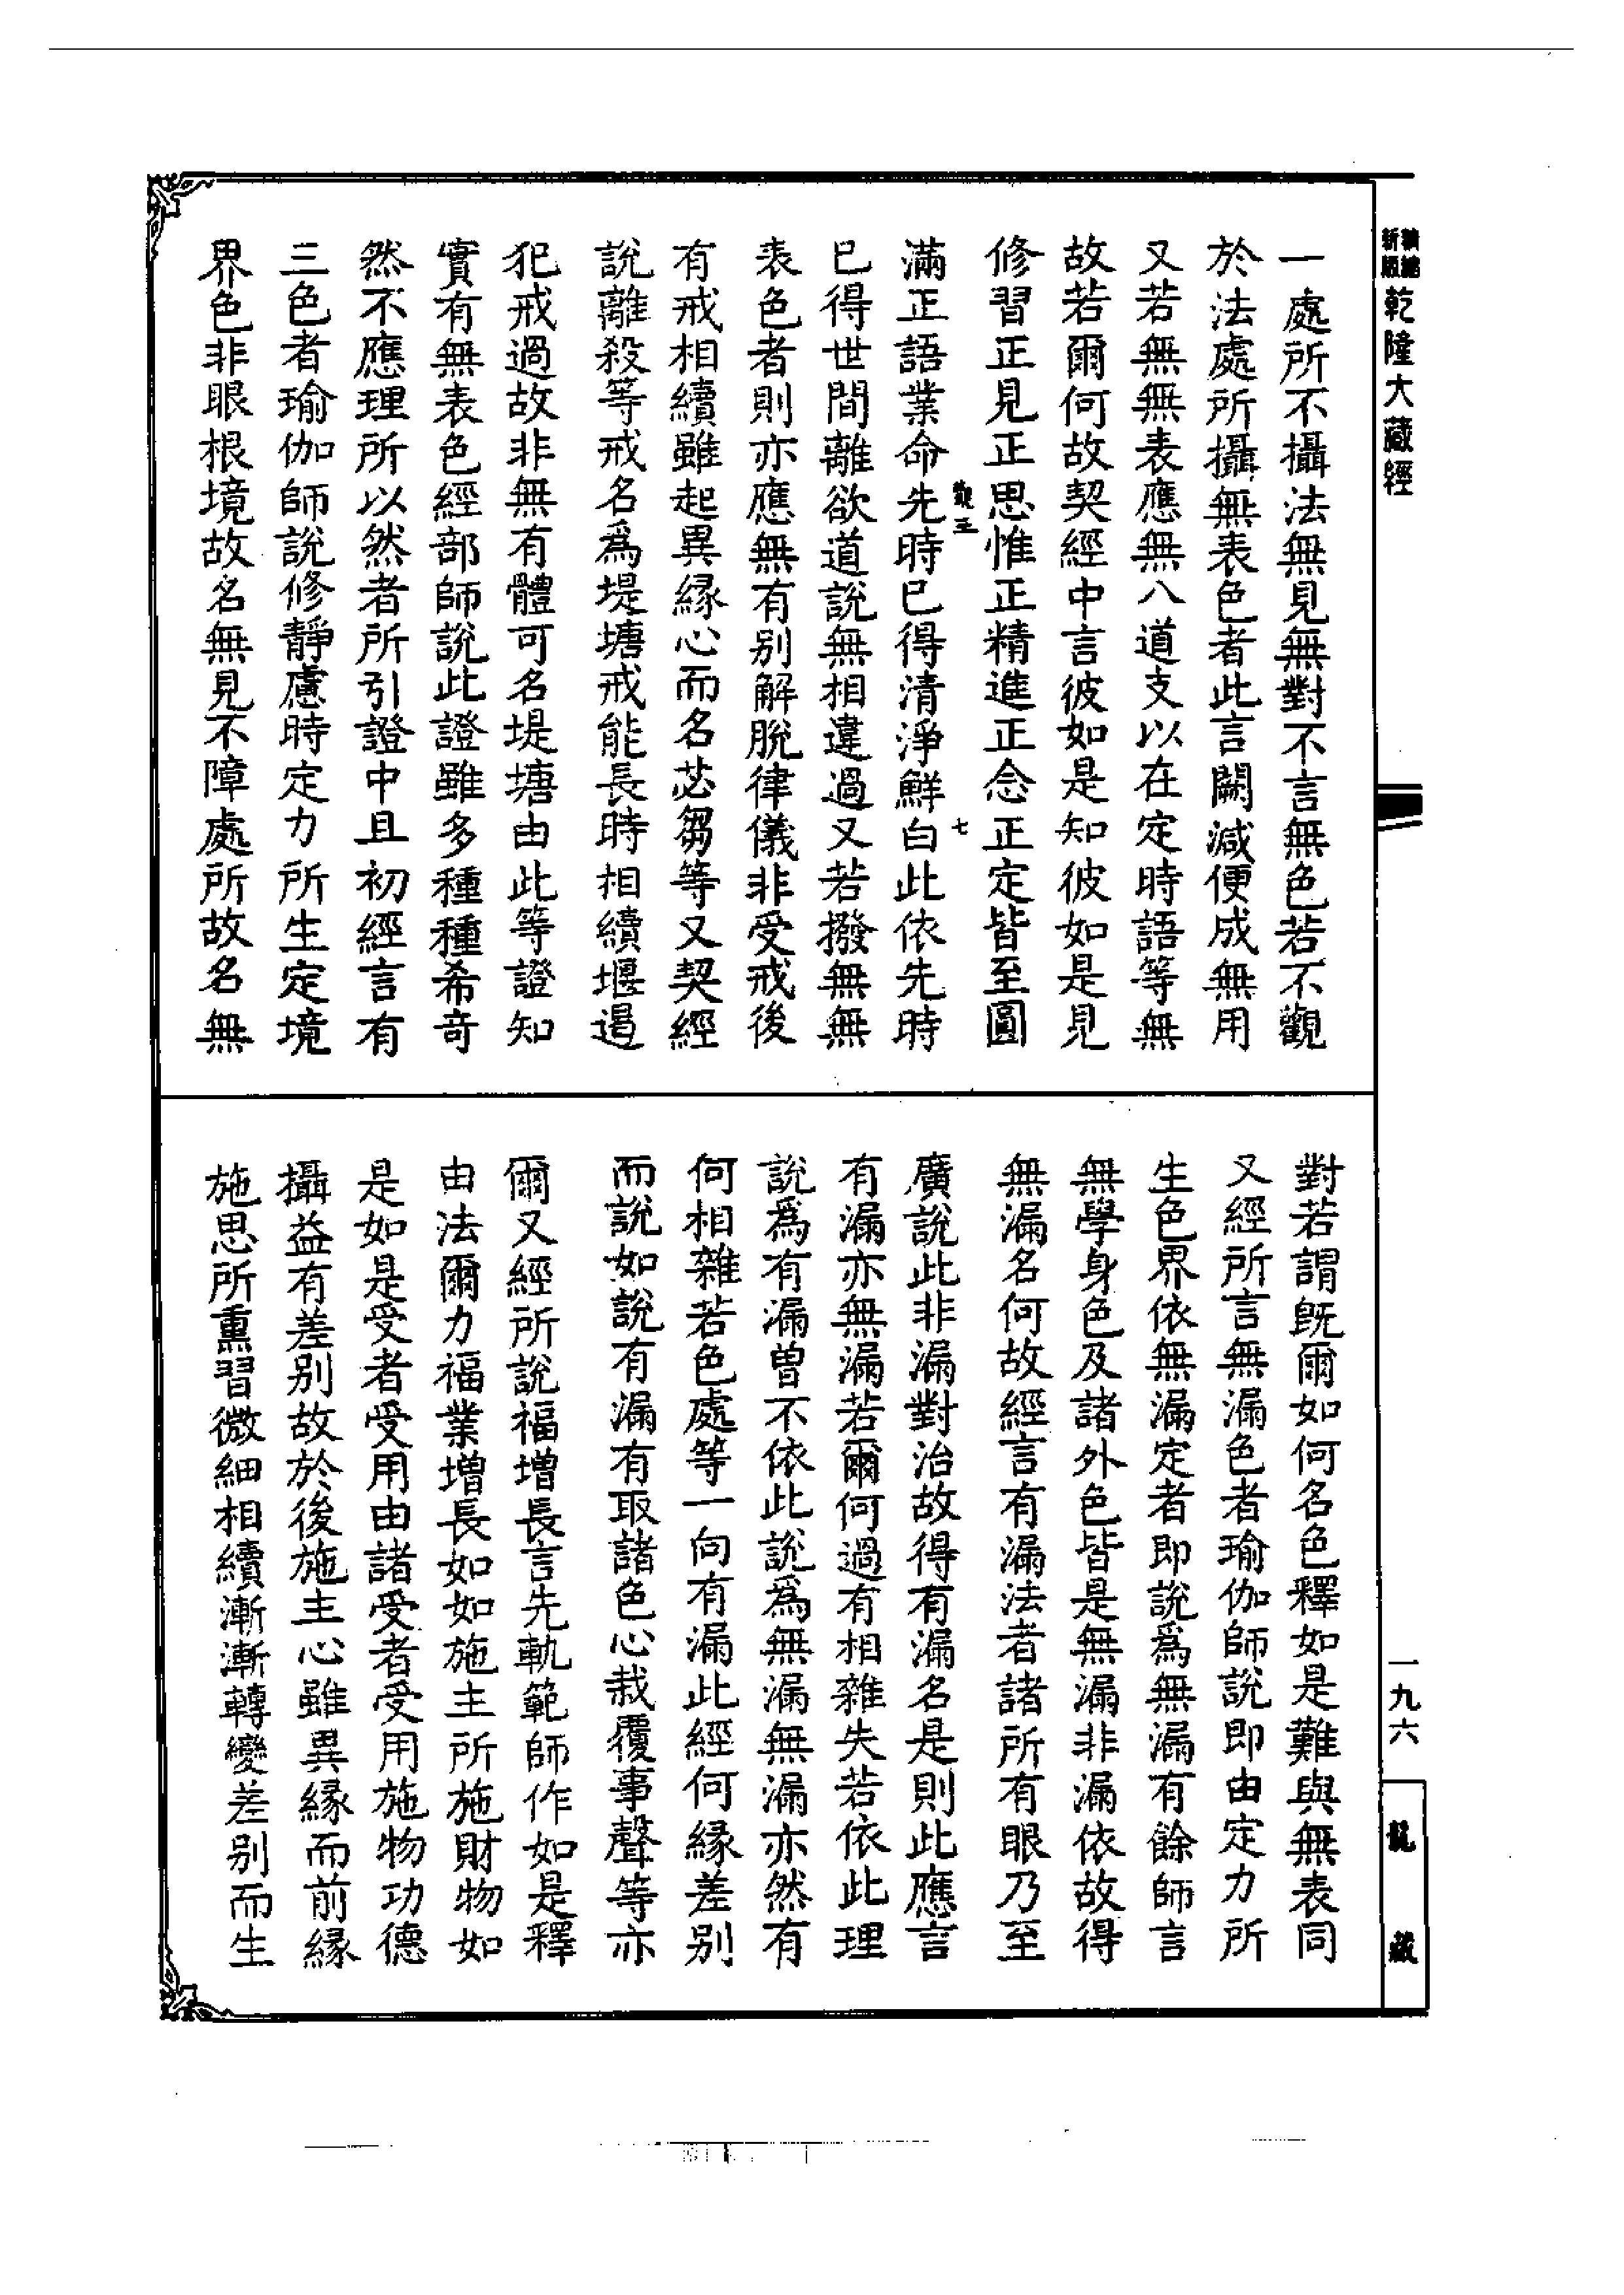 新版
精縮
乾隆大藏經
一處所不攝法無見無對不言無色若不觀
於法處所攝無表色者此言闕減便成無用
又若無無表應無八道支以在定時語等無
故若爾何故契經中言彼如是知彼如是見
修習正見正思惟正精進正念正定皆至圓
滿正語業命先時已得清淨鮮白此依先時
七
已得世間離欲道說無相違過又若撥無無
表色者則亦應無有别解脫律儀非受戒後
有戒相續雖起異緣心而名苾芻等又契經
說離殺等戒名為堤塘戒能長時相續堰遏
犯戒過故非無有體可名堤塘由此等證知
實有無表色經部師說此證雖多種種希奇
然不應理所以然者所引證中且初經言有
三色者瑜伽師說修靜慮時定力所生定境
界色非眼根境故名無見不障處所故名無
對若謂既爾如何名色釋如是難與無表同
又經所言無漏色者瑜伽師說即由定力所
生色界依無漏定者即說為無漏有餘師言
無學身色及諸外色皆是無漏非漏依故得
無漏名何故經言有漏法者諸所有眼乃至
廣說此非漏對治故得有漏名是則此應言
有漏亦無漏若爾何過有相雜失若依此理
說為有漏曾不依此說為無漏無漏亦然有
何相雜若色處等一向有漏此經何緣差別
而說如說有漏有取諸色心栽覆事聲等亦
爾又經所說福增長言先軌範師作如是釋
由法爾力福業增長如如施主所施財物如
是如是受者受用由諸受者受用施物功德
攝益有差别故於後施主心雖異緣而前緣
施思所熏習微細相續漸漸轉變差别而生
一九六
龍藏